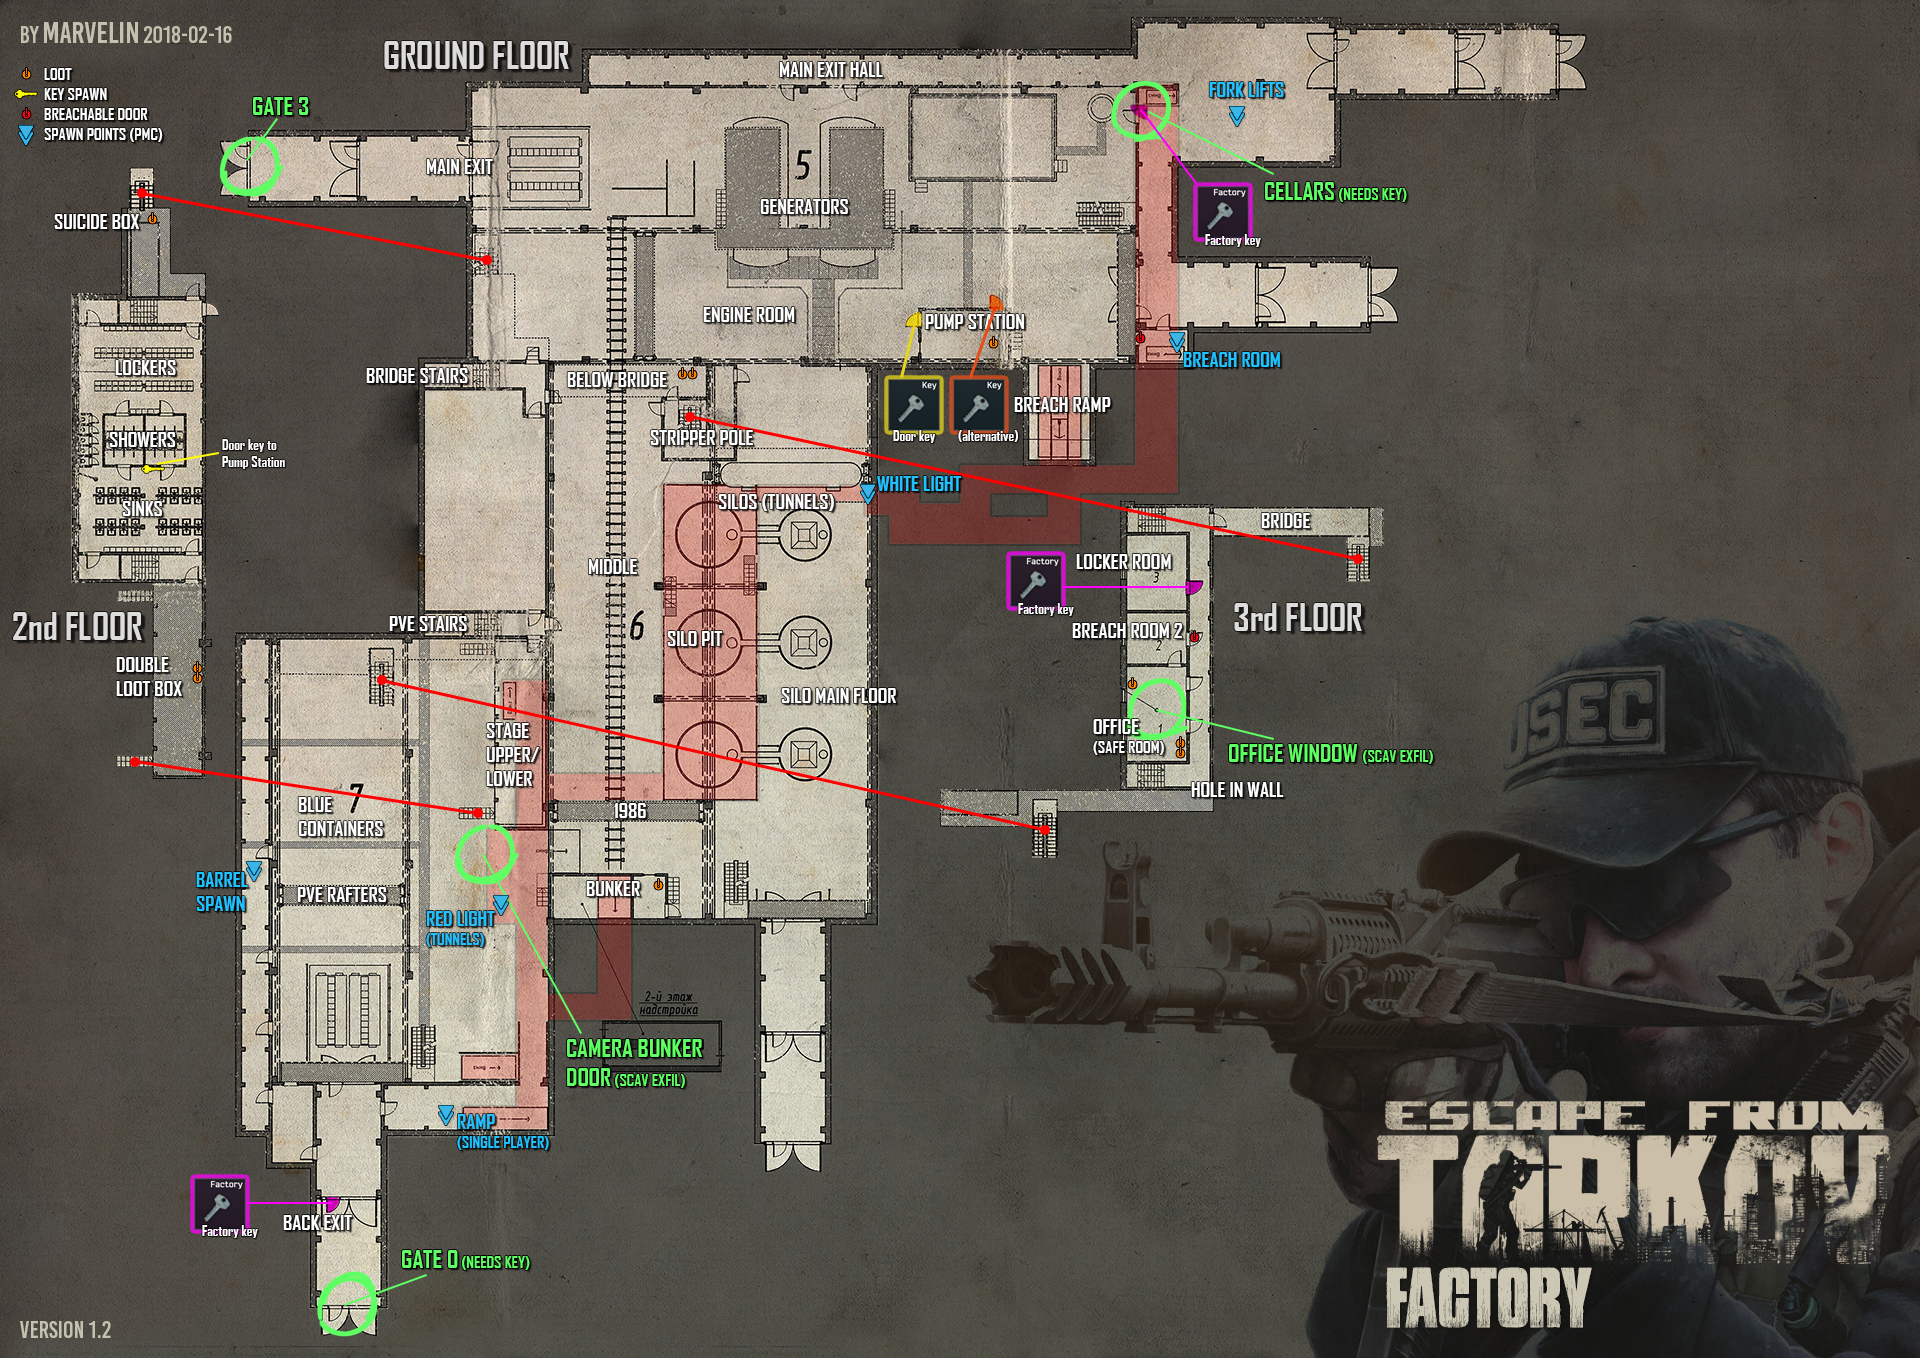 BY MARVELIN 2018-02-16
LOOT
KEY SPAWN
BREACHABLE DOOR
SPAWN POINTS (PMC)
GROUND FLOOR
GATE 3
MAIN EXIT
MAIN EXIT HALL
5
GENERATORS
FORK LIFTS
CELLARS (NEEDS KEY)
Factory
Factory key
SUICIDE BOX
LOCKERS
SHOWERS
Door key to
Pump Station
SINKS
2nd FLOOR
DOUBLE
LOOT BOX
ENGINE ROOM
PUMP STATION
Key
Door key
Key
(alternative)
BREACH ROOM
BREACH RAMP
BRIDGE STAIRS
BELOW BRIDGE
STRIPPER POLE
SILOS (TUNNELS)
WHITE LIGHT
MIDDLE
6
SILO PIT
SILO MAIN FLOOR
PVE STAIRS
STAGE
UPPER/
LOWER
1986
BUNKER
7
BLUE
CONTAINERS
PVE RAFTERS
BARREL
SPAWN
RED LIGHT
(TUNNELS)
2-й этаж
надстройка
CAMERA BUNKER
DOOR (SCAV EXFIL)
RAMP
(SINGLE PLAYER)
Factory
Factory key
BACK EXIT
GATE 0 (NEEDS KEY)
BRIDGE
Factory
Factory key
LOCKER ROOM
3
3rd FLOOR
BREACH ROOM 2
2
OFFICE
(SAFE ROOM)
1
OFFICE WINDOW (SCAV EXFIL)
HOLE IN WALL
USEC
ESCAPE FROM
TARKOV
FACTORY
VERSION 1.2